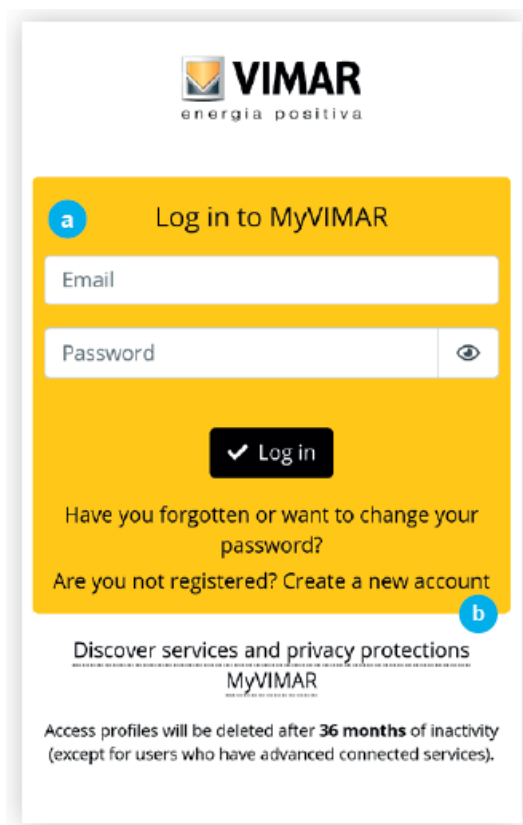 VIMAR
energia positiva
a
Log in to MyVIMAR
Email
Password
Log in
Have you forgotten or want to change your
password?
Are you not registered? Create a new account
b
Discover services and privacy protections
MyVIMAR
Access profiles will be deleted after 36 months of inactivity
(except for users who have advanced connected services).